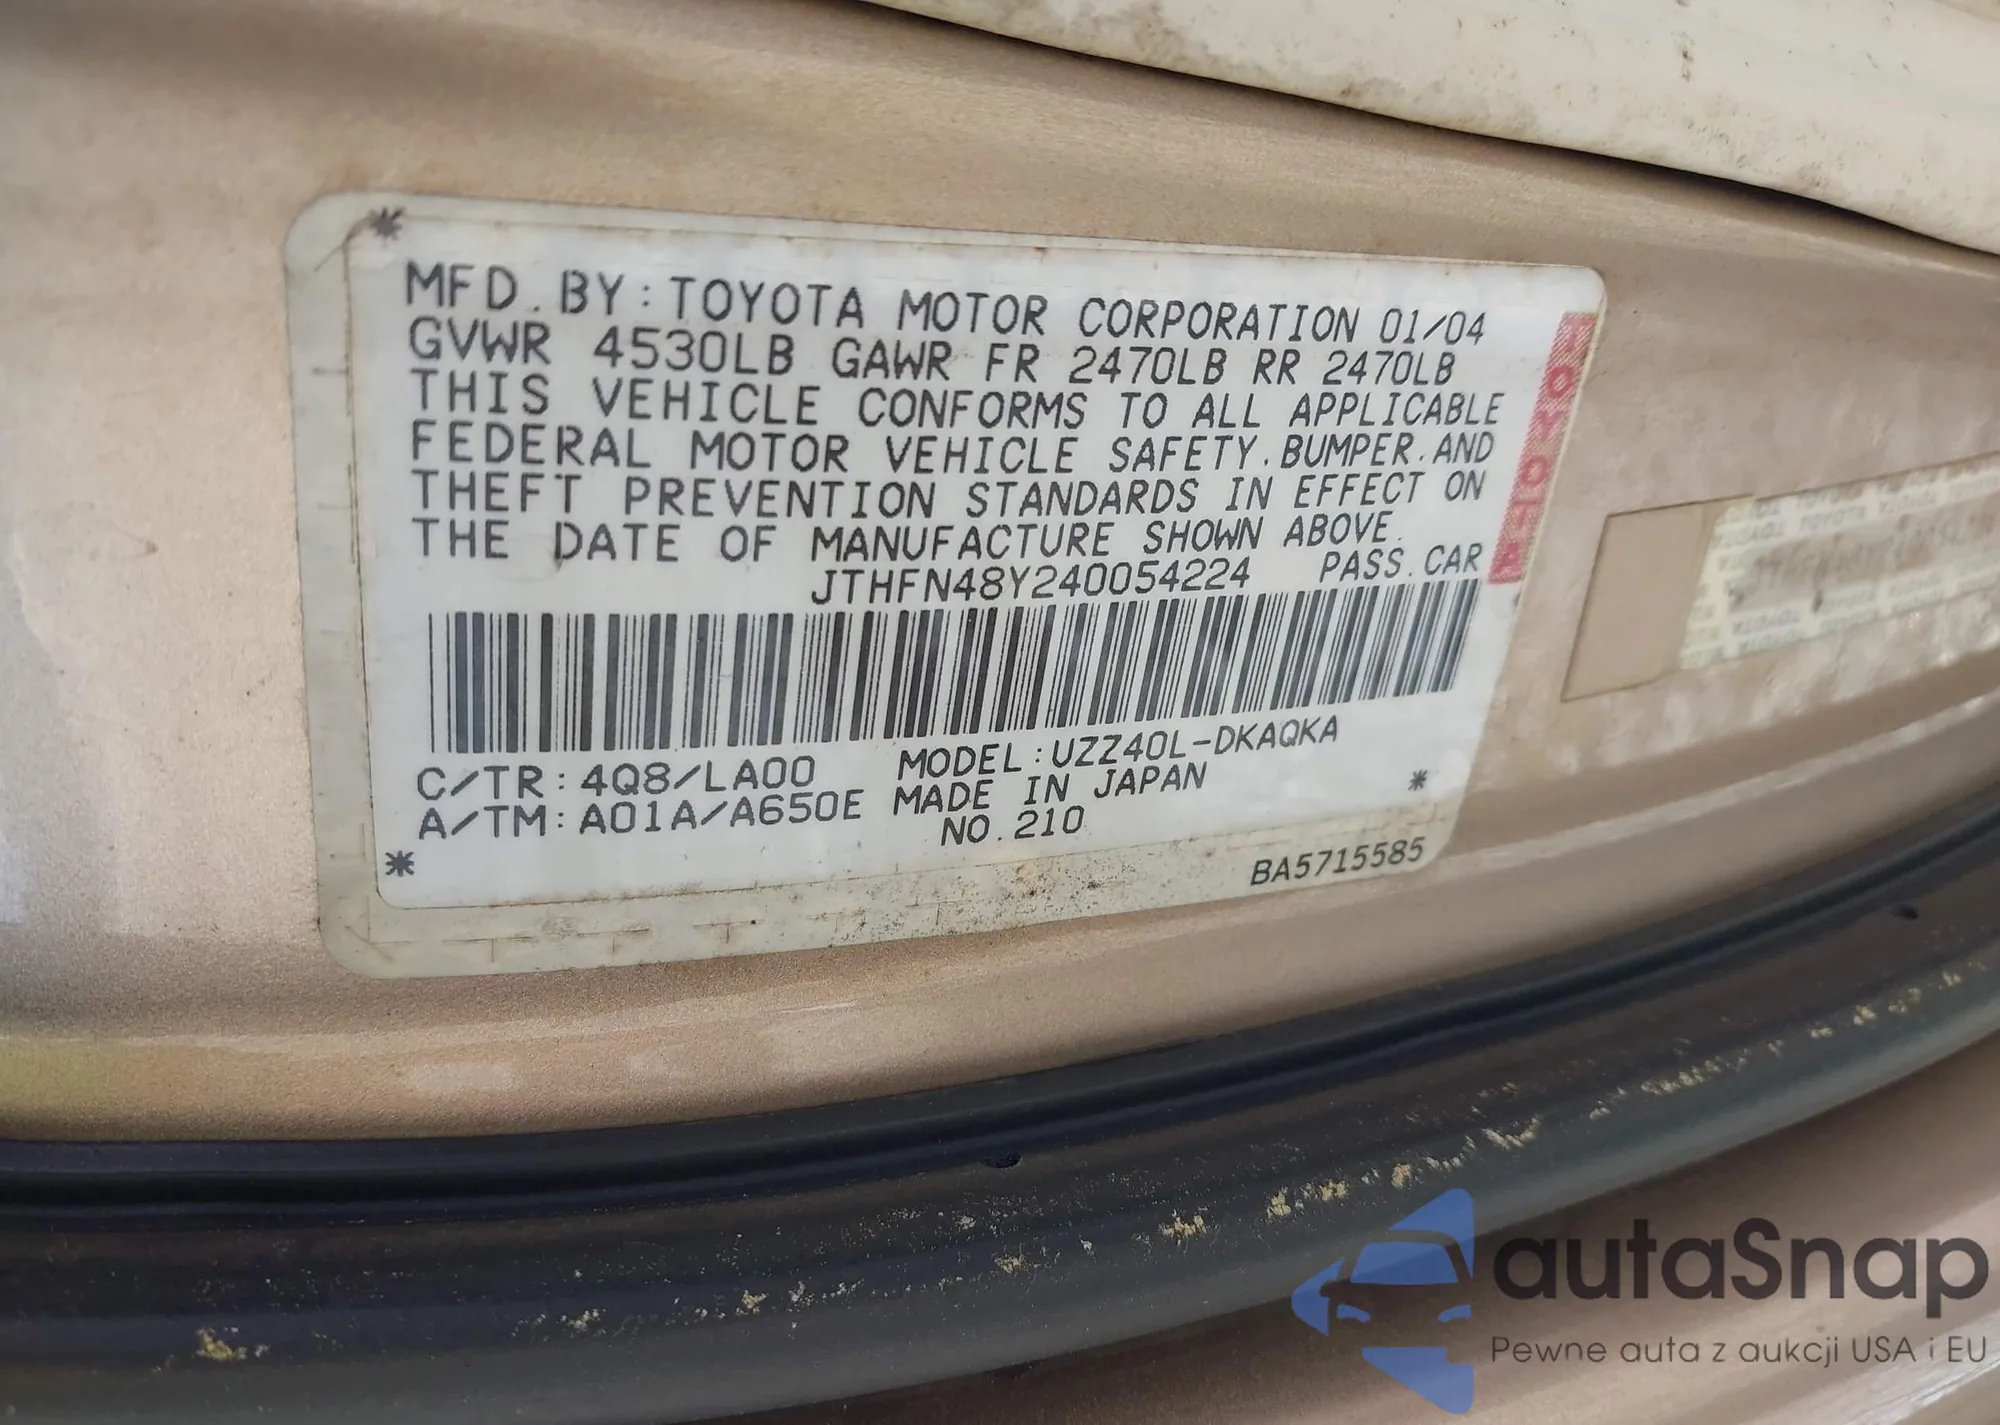 MFD. BY: TOYOTA MOTOR CORPORATION 01/04
GVWR 4530LB GAWR FR 2470LB RR 2470LB
THIS VEHICLE CONFORMS TO ALL APPLICABLE
FEDERAL MOTOR VEHICLE SAFETY, BUMPER, AND
THEFT PREVENTION STANDARDS IN EFFECT ON
THE DATE OF MANUFACTURE SHOWN ABOVE.
JTHFN48Y240054224 PASS. CAR
C/TR: 4Q8/LA00 MODEL: UZZ40L-DKAQKA
A/TM: A01A/A650E MADE IN JAPAN
NO. 210
BA5715585
TOYOTA
autaSnap
Pewne auta z aukcji USA i EU